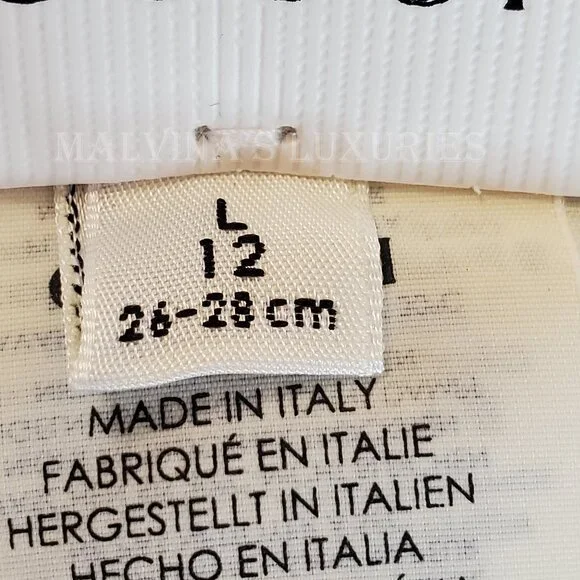 MALVINA'S LUXURIES
L
12
26-28 cm
MADE IN ITALY
FABRIQUÉ EN ITALIE
HERGESTELLT IN ITALIEN
HECHO EN ITALIA